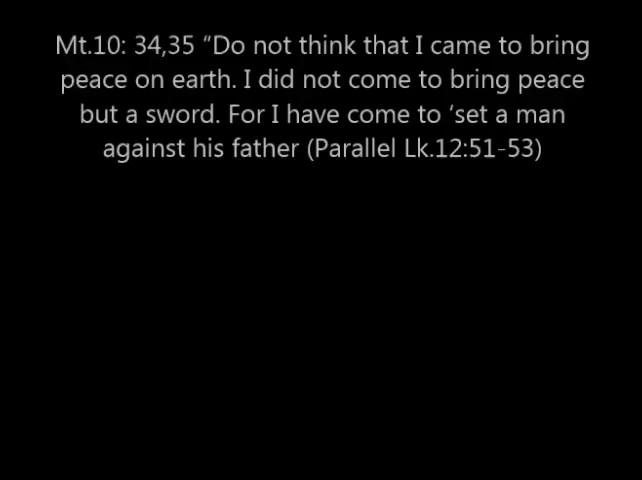 Mt.10: 34,35 “Do not think that I came to bring
peace on earth. I did not come to bring peace
but a sword. For I have come to ‘set a man
against his father (Parallel Lk.12:51-53)